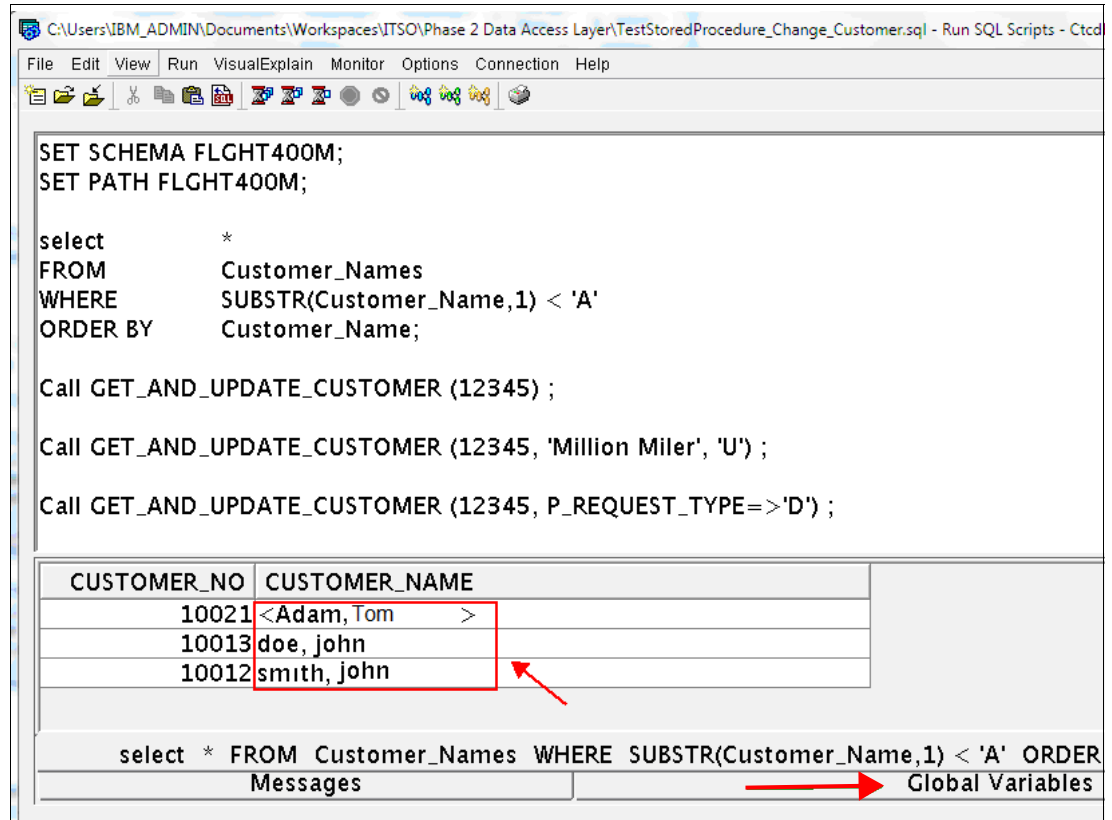 C:\Users\IBM_ADMIN\Documents\Workspaces\ITSO\Phase 2 Data Access Layer\TestStoredProcedure_Change_Customer.sql - Run SQL Scripts - Ctcdl
File Edit View Run VisualExplain Monitor Options Connection Help
SET SCHEMA FLGHT400M;
SET PATH FLGHT400M;
select *
FROM Customer_Names
WHERE SUBSTR(Customer_Name,1) < 'A'
ORDER BY Customer_Name;
Call GET_AND_UPDATE_CUSTOMER (12345) ;
Call GET_AND_UPDATE_CUSTOMER (12345, 'Million Miler', 'U') ;
Call GET_AND_UPDATE_CUSTOMER (12345, P_REQUEST_TYPE=>'D') ;
CUSTOMER_NO CUSTOMER_NAME
10021 <Adam, Tom >
10013 doe, john
10012 smith, john
select * FROM Customer_Names WHERE SUBSTR(Customer_Name,1) < 'A' ORDER
Messages Global Variables